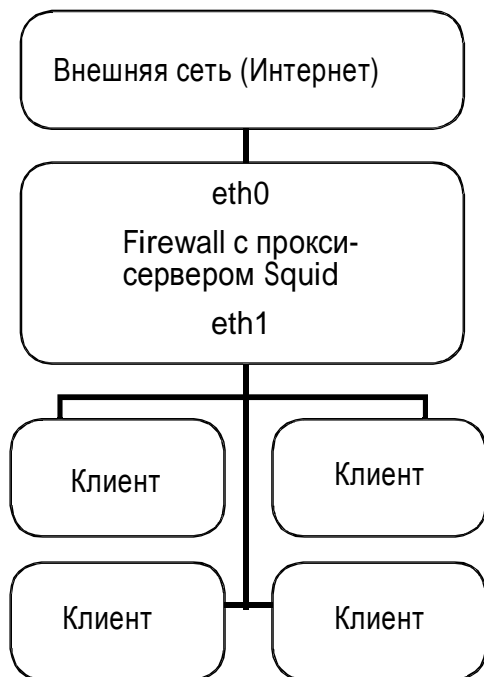 Внешняя сеть (Интернет)
eth0
Firewall с прокси-
сервером Squid
eth1
Клиент
Клиент
Клиент
Клиент